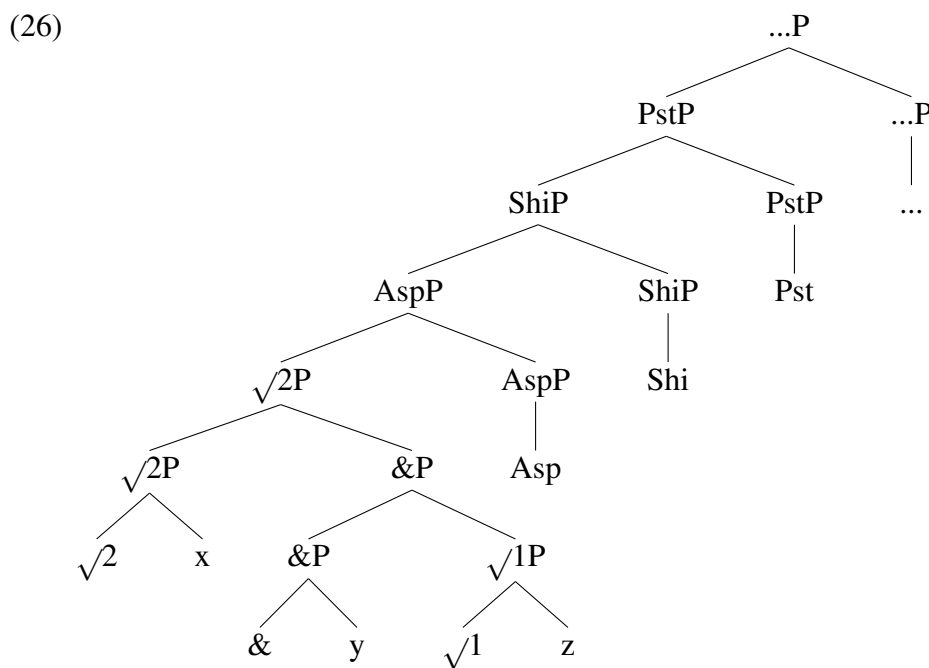 (26) ...P
PstP ...P
ShiP PstP ...
AspP ShiP Pst
√2P AspP Shi
√2P &P Asp
√2 x &P √1P
& y √1 z